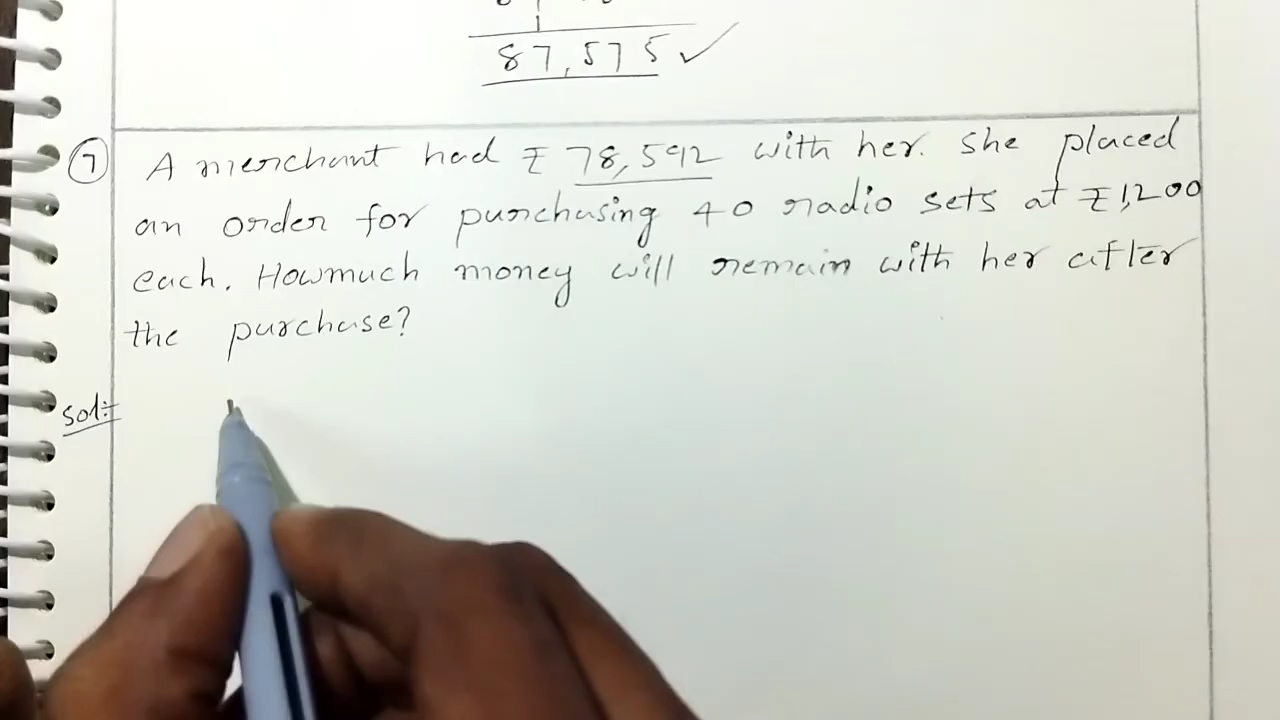 87,575 ✓
7 A merchant had ₹ 78,592 with her. She placed
an order for purchasing 40 radio sets at ₹1,200
each. Howmuch money will remain with her after
the purchase?
Sol:-